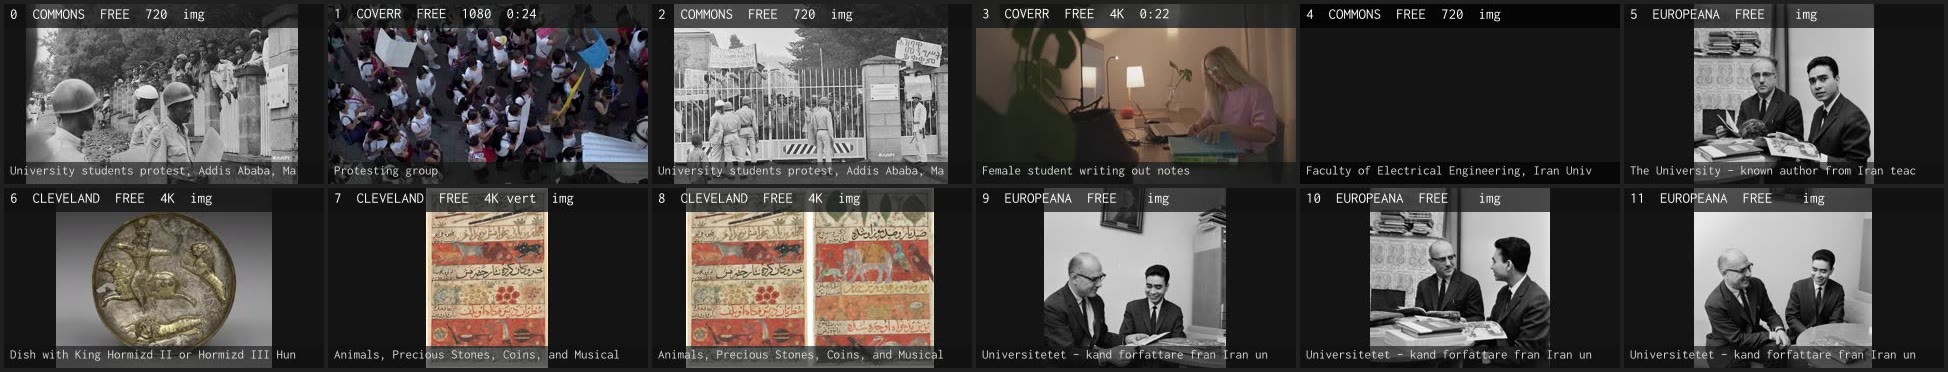 0 COMMONS FREE 720 img
University students protest, Addis Ababa, Ma
1 COVERR FREE 1080 0:24
Protesting group
2 COMMONS FREE 720 img
University students protest, Addis Ababa, Ma
3 COVERR FREE 4K 0:22
Female student writing out notes
4 COMMONS FREE 720 img
Faculty of Electrical Engineering, Iran Univ
5 EUROPEANA FREE img
The University - known author from Iran teac
6 CLEVELAND FREE 4K img
Dish with King Hormizd II or Hormizd III Hun
7 CLEVELAND FREE 4K vert img
Animals, Precious Stones, Coins, and Musical
8 CLEVELAND FREE 4K img
Animals, Precious Stones, Coins, and Musical
9 EUROPEANA FREE img
Universitetet - kand forfattare fran Iran un
10 EUROPEANA FREE img
Universitetet - kand forfattare fran Iran un
11 EUROPEANA FREE img
Universitetet - kand forfattare fran Iran un